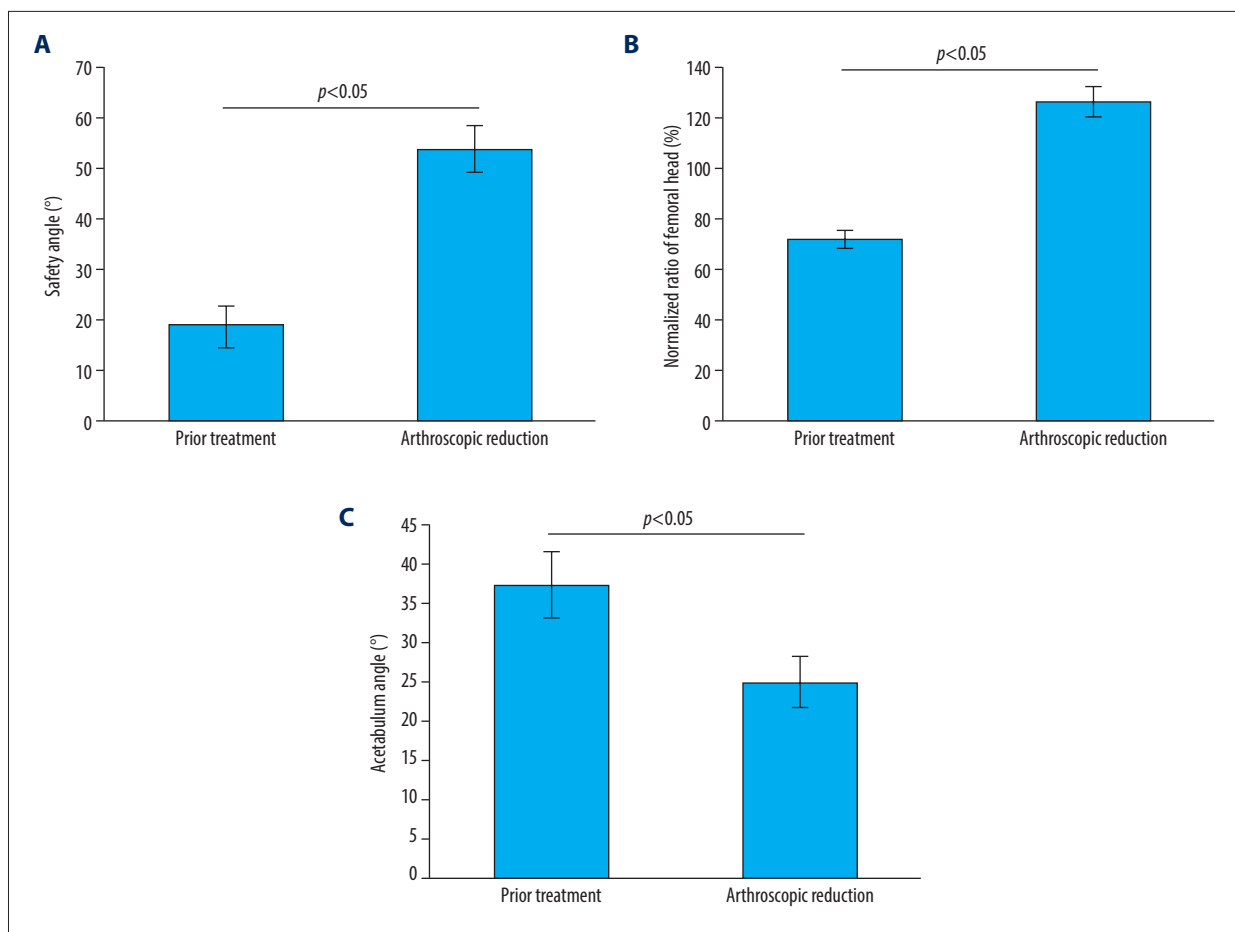 A
Safety angle (°)
70
60
50
40
30
20
10
0
p<0.05
Prior treatment
Arthroscopic reduction
B
Normalized ratio of femoral head (%)
140
120
100
80
60
40
20
0
p<0.05
Prior treatment
Arthroscopic reduction
C
Acetabulum angle (°)
45
40
35
30
25
20
15
10
5
0
p<0.05
Prior treatment
Arthroscopic reduction